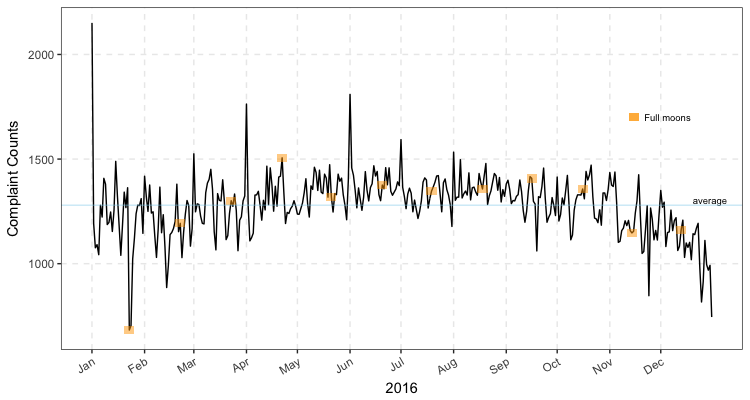 Complaint Counts
2000
1500
1000
Full moons
average
Jan
Feb
Mar
Apr
May
Jun
Jul
Aug
Sep
Oct
Nov
Dec
2016